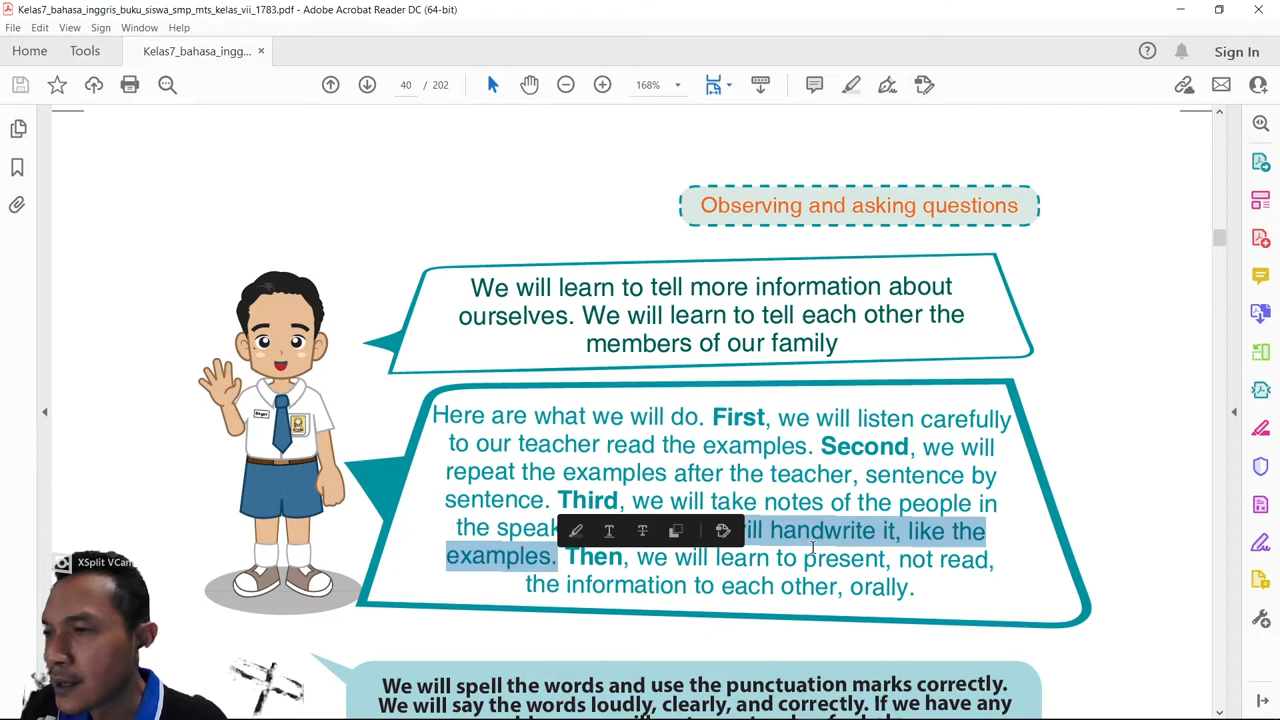 Kelas7_bahasa_inggris_buku_siswa_smp_mts_kelas_vii_1783.pdf - Adobe Acrobat Reader DC (64-bit)
File Edit View Sign Window Help
Home Tools Kelas7_bahasa_ingg... × Sign In
40 / 202 168%
Observing and asking questions
We will learn to tell more information about
ourselves. We will learn to tell each other the
members of our family
Here are what we will do. First, we will listen carefully
to our teacher read the examples. Second, we will
repeat the examples after the teacher, sentence by
sentence. Third, we will take notes of the people in
the speak ill handwrite it, like the
examples. Then, we will learn to present, not read,
the information to each other, orally.
XSplit VCam
We will spell the words and use the punctuation marks correctly.
We will say the words loudly, clearly, and correctly. If we have any